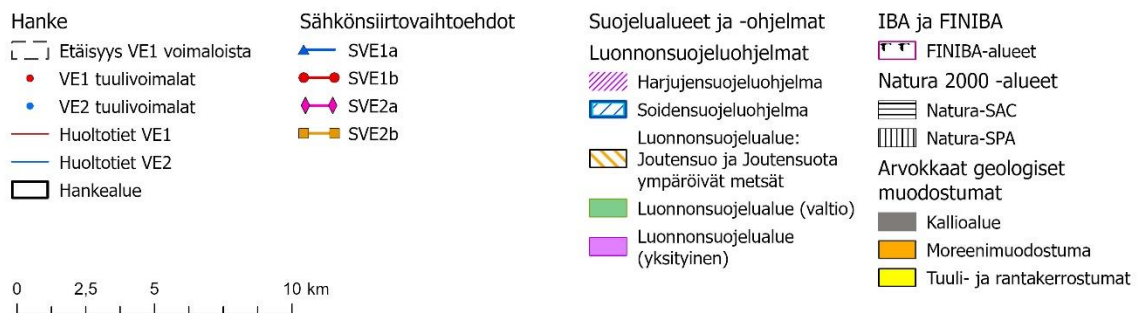 Hanke
Etäisyys VE1 voimaloista
VE1 tuulivoimalat
VE2 tuulivoimalat
Huoltotiet VE1
Huoltotiet VE2
Hankealue
Sähkönsiirtovaihtoehdot
SVE1a
SVE1b
SVE2a
SVE2b
Suojelualueet ja -ohjelmat
Luonnonsuojeluohjelmat
Harjujensuojeluohjelma
Soidensuojeluohjelma
Luonnonsuojelualue:
Joutensuo ja Joutensuota
ympäröivät metsät
Luonnonsuojelualue (valtio)
Luonnonsuojelualue
(yksityinen)
IBA ja FINIBA
FINIBA-alueet
Natura 2000 -alueet
Natura-SAC
Natura-SPA
Arvokkaat geologiset
muodostumat
Kallioalue
Moreenimuodostuma
Tuuli- ja rantakerrostumat
0 2,5 5 10 km